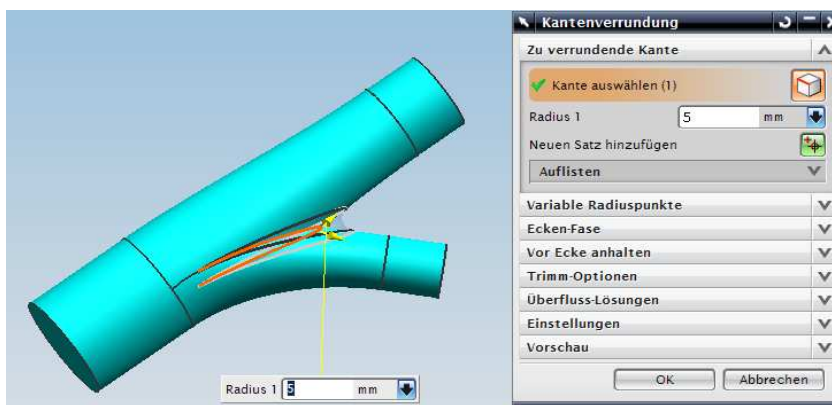 Kantenverrundung
Zu verrundende Kante
Kante auswählen (1)
Radius 1 5 mm
Neuen Satz hinzufügen
Auflisten
Variable Radiuspunkte
Ecken-Fase
Vor Ecke anhalten
Trimm-Optionen
Überfluss-Lösungen
Einstellungen
Vorschau
OK Abbrechen
Radius 1 5 mm